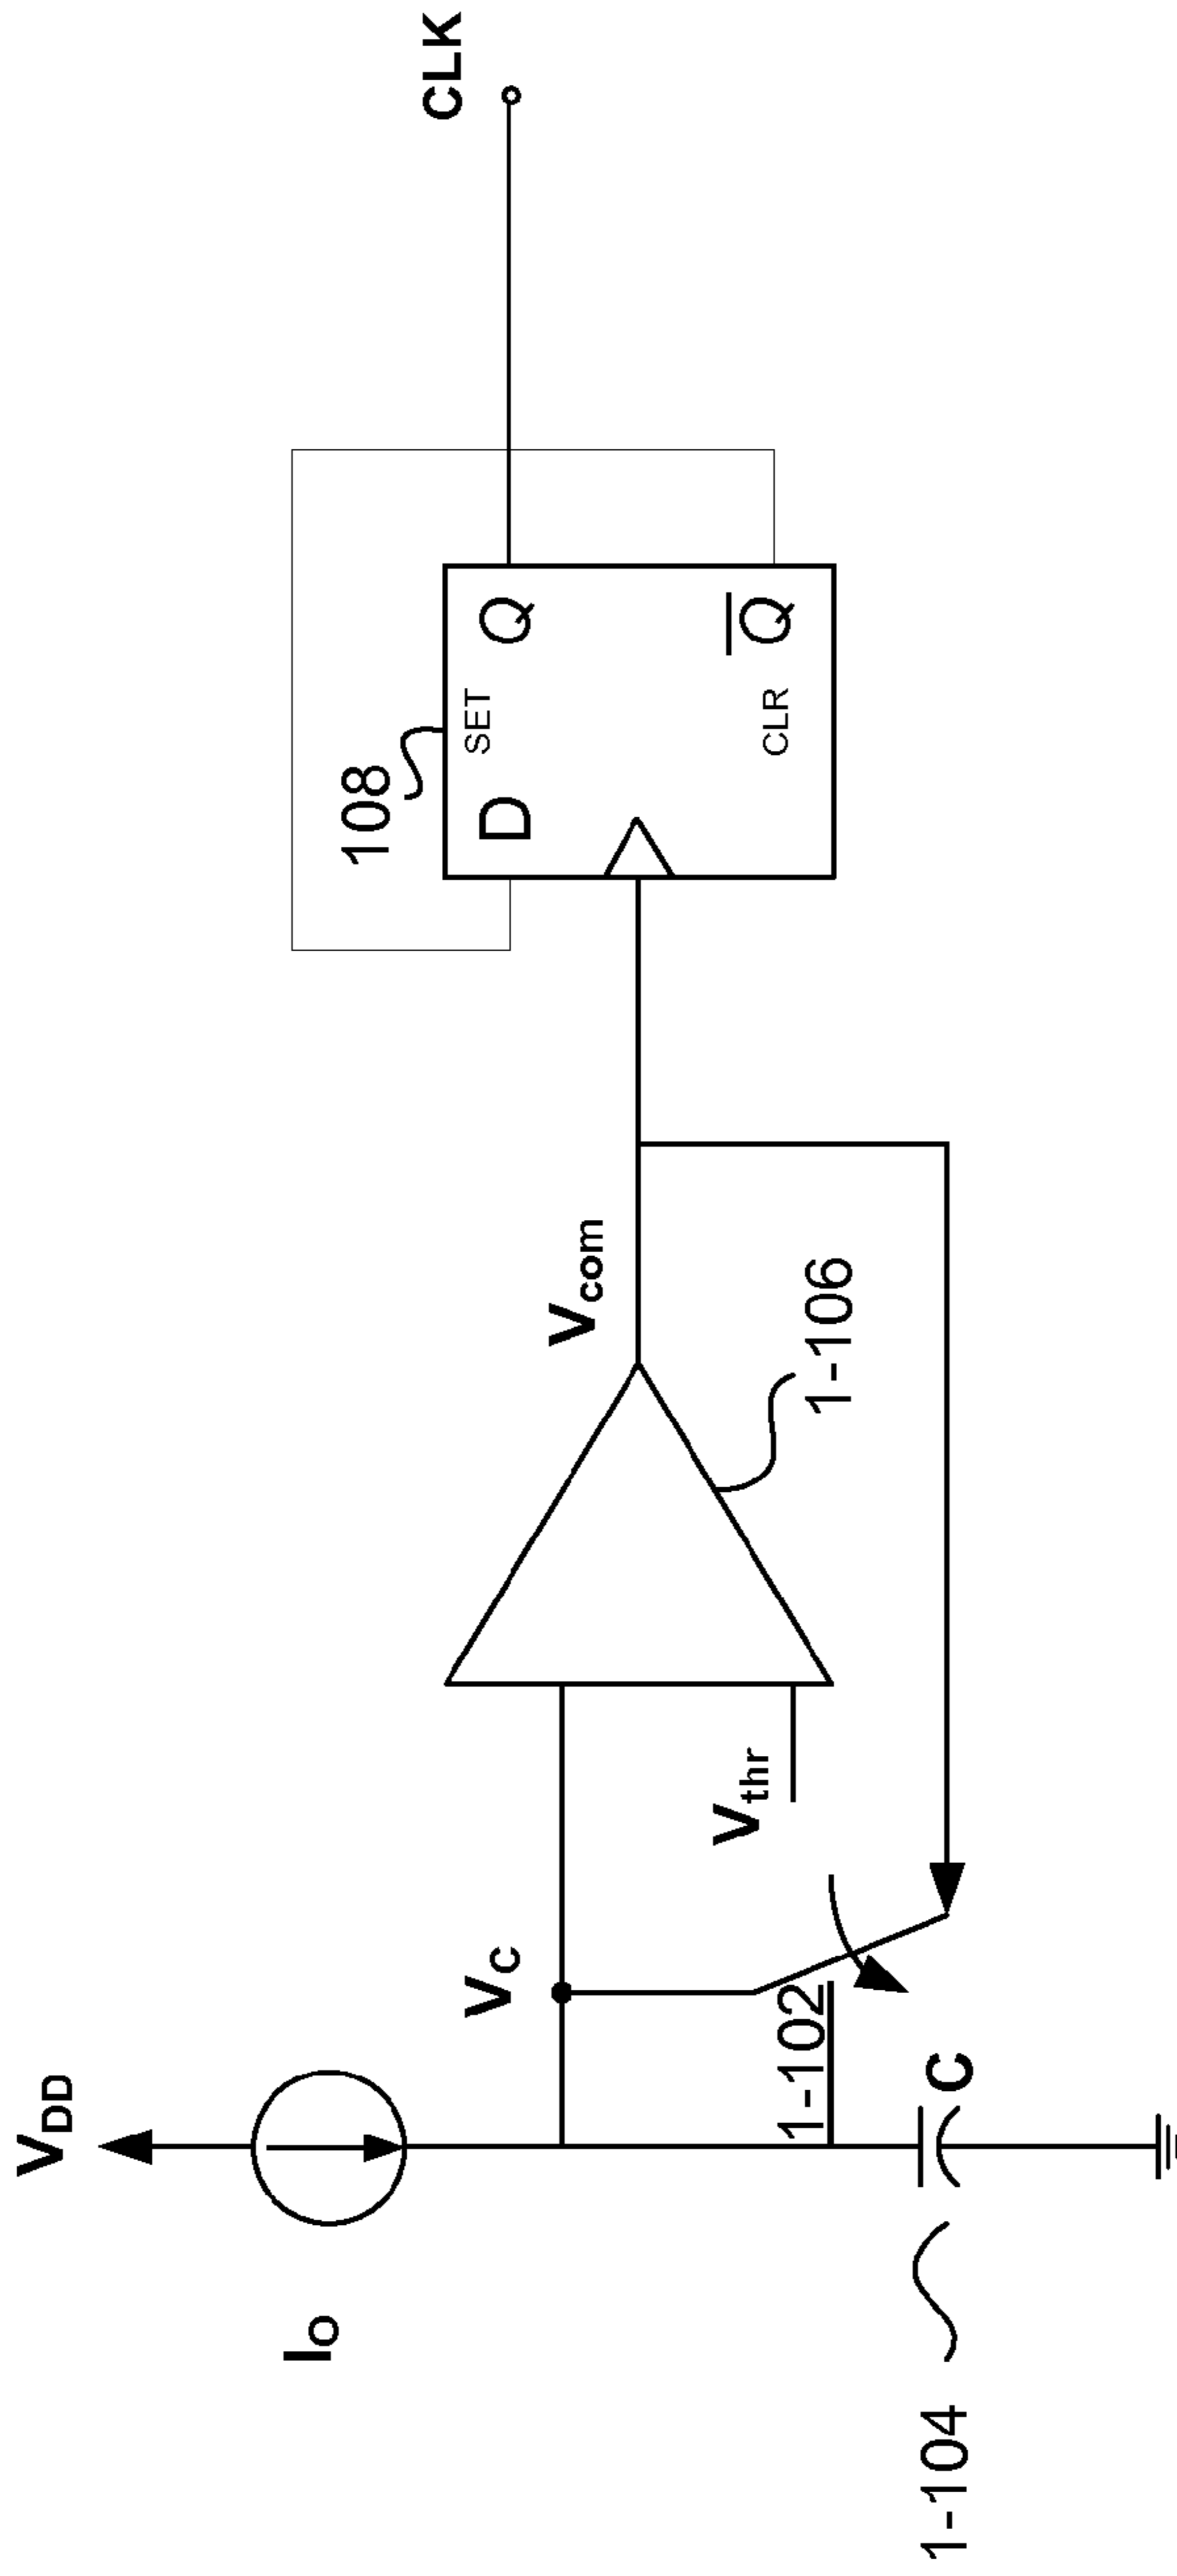 V_DD
I_O
1-104
C
1-102
V_C
V_thr
1-106
V_com
108
D
SET
Q
CLR
Q̅
CLK